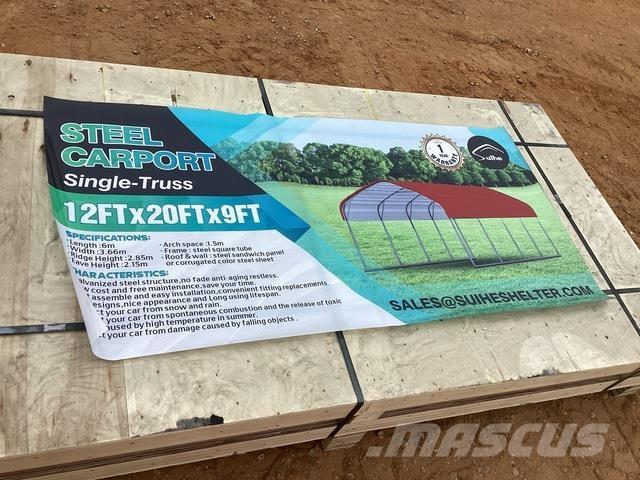 STEEL
CARPORT
Single-Truss
12FTx20FTx9FT
SPECIFICATIONS:
· Length :6m
· Width :3.66m
Ridge Height :2.85m
Eave Height :2.15m
· Arch space :1.5m
· Frame : steel square tube
· Roof & wall : steel sandwich panel
or corrugated color steel sheet
HARACTERISTICS:
lvanized steel structure,no fade anti-aging restless.
w cost and free maintenance,save your time.
assemble and easy installation,convenient fitting replacements
esigns,nice appearance and Long using lifespan.
t your car from snow and rain.
t your car from spontaneous combustion and the release of toxic
aused by high temperature in summer.
t your car from damage caused by falling objects .
1
YEAR
WARRANTY
Suihe
SALES@SUIHESHELTER.COM
MASCUS